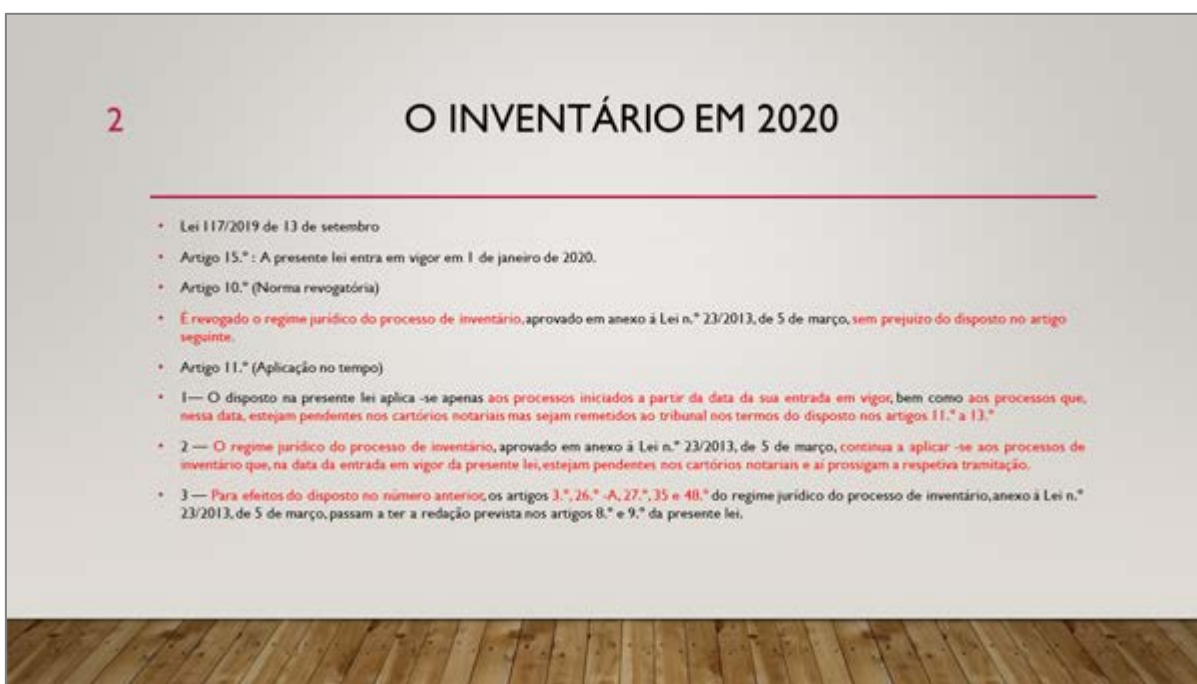 2
O INVENTÁRIO EM 2020
• Lei 117/2019 de 13 de setembro
• Artigo 15.º : A presente lei entra em vigor em 1 de janeiro de 2020.
• Artigo 10.º (Norma revogatória)
• É revogado o regime jurídico do processo de inventário, aprovado em anexo à Lei n.º 23/2013, de 5 de março, sem prejuízo do disposto no artigo
seguinte.
• Artigo 11.º (Aplicação no tempo)
• 1— O disposto na presente lei aplica -se apenas aos processos iniciados a partir da data da sua entrada em vigor, bem como aos processos que,
nessa data, estejam pendentes nos cartórios notariais mas sejam remetidos ao tribunal nos termos do disposto nos artigos 11.º a 13.º
• 2 — O regime jurídico do processo de inventário, aprovado em anexo à Lei n.º 23/2013, de 5 de março, continua a aplicar -se aos processos de
inventário que, na data da entrada em vigor da presente lei, estejam pendentes nos cartórios notariais e aí prossigam a respetiva tramitação.
• 3 — Para efeitos do disposto no número anterior, os artigos 3.º, 26.º -A, 27.º, 35 e 48.º do regime jurídico do processo de inventário, anexo à Lei n.º
23/2013, de 5 de março, passam a ter a redação prevista nos artigos 8.º e 9.º da presente lei.